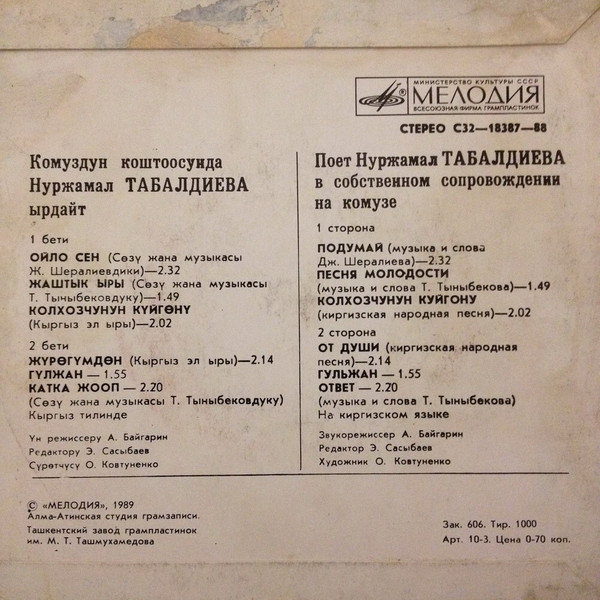 МИНИСТЕРСТВО КУЛЬТУРЫ СССР
МЕЛОДИЯ
ВСЕСОЮЗНАЯ ФИРМА ГРАМПЛАСТИНОК
СТЕРЕО С32—18387—88
Комуздун коштоосунда
Нуржамал ТАБАЛДИЕВА
ырдайт
1 бети
ОЙЛО СЕН (Сөзү жана музыкасы
Ж. Шералиевдики)—2.32
ЖАШТЫК ЫРЫ (Сөзү жана музыкасы
Т. Тыныбековдуку)—1.49
КОЛХОЗЧУНУН КҮЙГӨНҮ
(Кыргыз эл ыры)—2.02
2 бети
ЖҮРӨГҮМДӨН (Кыргыз эл ыры)—2.14
ГҮЛЖАН — 1.55
КАТКА ЖООП — 2.20
(Сөзү жана музыкасы Т. Тыныбековдуку)
Кыргыз тилинде
Үн режиссеру А. Байгарин
Редактору Э. Сасыбаев
Сүрөтчүсү О. Ковтуненко
Поет Нуржамал ТАБАЛДИЕВА
в собственном сопровождении
на комузе
1 сторона
ПОДУМАЙ (музыка и слова
Дж. Шералиева)—2.32
ПЕСНЯ МОЛОДОСТИ
(музыка и слова Т. Тыныбекова)—1.49
КОЛХОЗЧУНУН КУЙГОНУ
(киргизская народная песня)—2.02
2 сторона
ОТ ДУШИ (киргизская народная
песня)—2.14
ГУЛЬЖАН — 1.55
ОТВЕТ — 2.20
(музыка и слова Т. Тыныбекова)
На киргизском языке
Звукорежиссер А. Байгарин
Редактор Э. Сасыбаев
Художник О. Ковтуненко
© «МЕЛОДИЯ», 1989
Алма-Атинская студия грамзаписи.
Ташкентский завод грампластинок
им. М. Т. Ташмухамедова
Зак. 606. Тир. 1000
Арт. 10-3. Цена 0-70 коп.